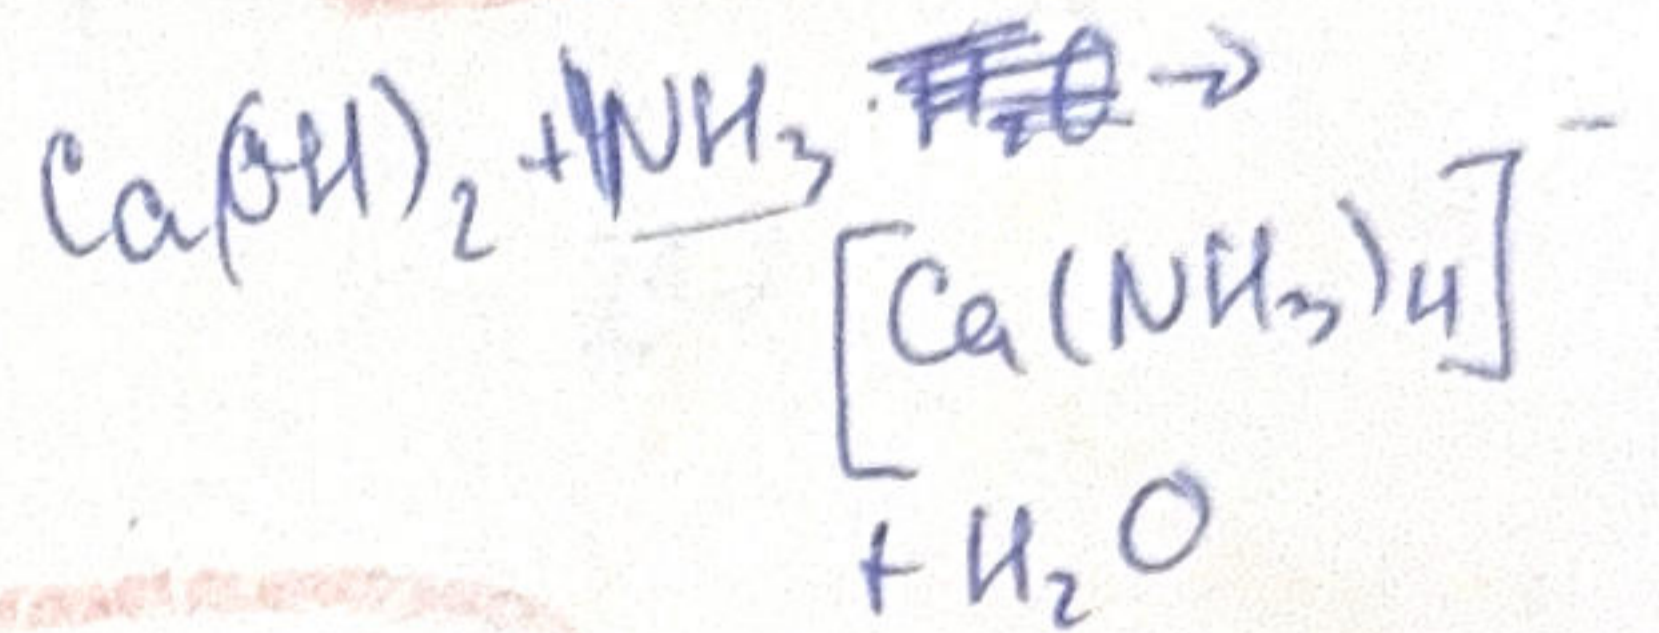 Ca(OH)₂ + NH₃ →
[Ca(NH₃)4]⁻
+ H₂O